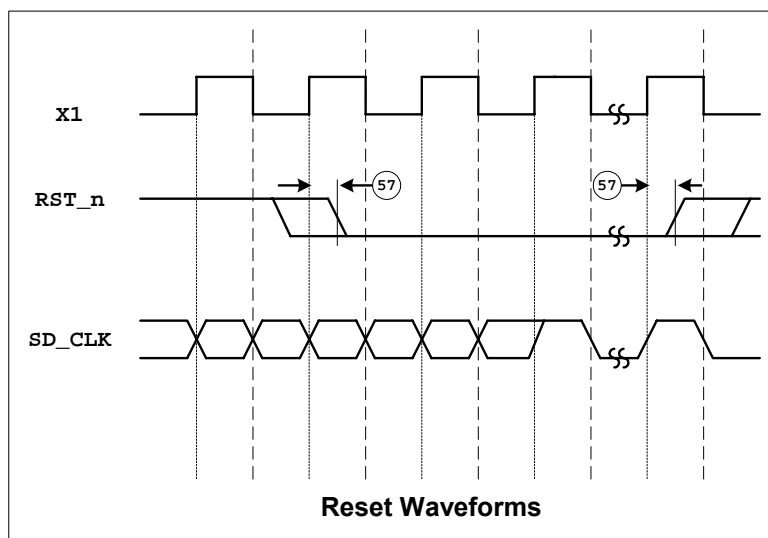 X1
57
57
RST_n
SD_CLK
Reset Waveforms